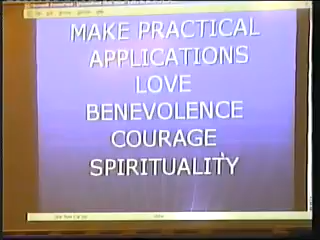 MAKE PRACTICAL
APPLICATIONS
LOVE
BENEVOLENCE
COURAGE
SPIRITUALITY